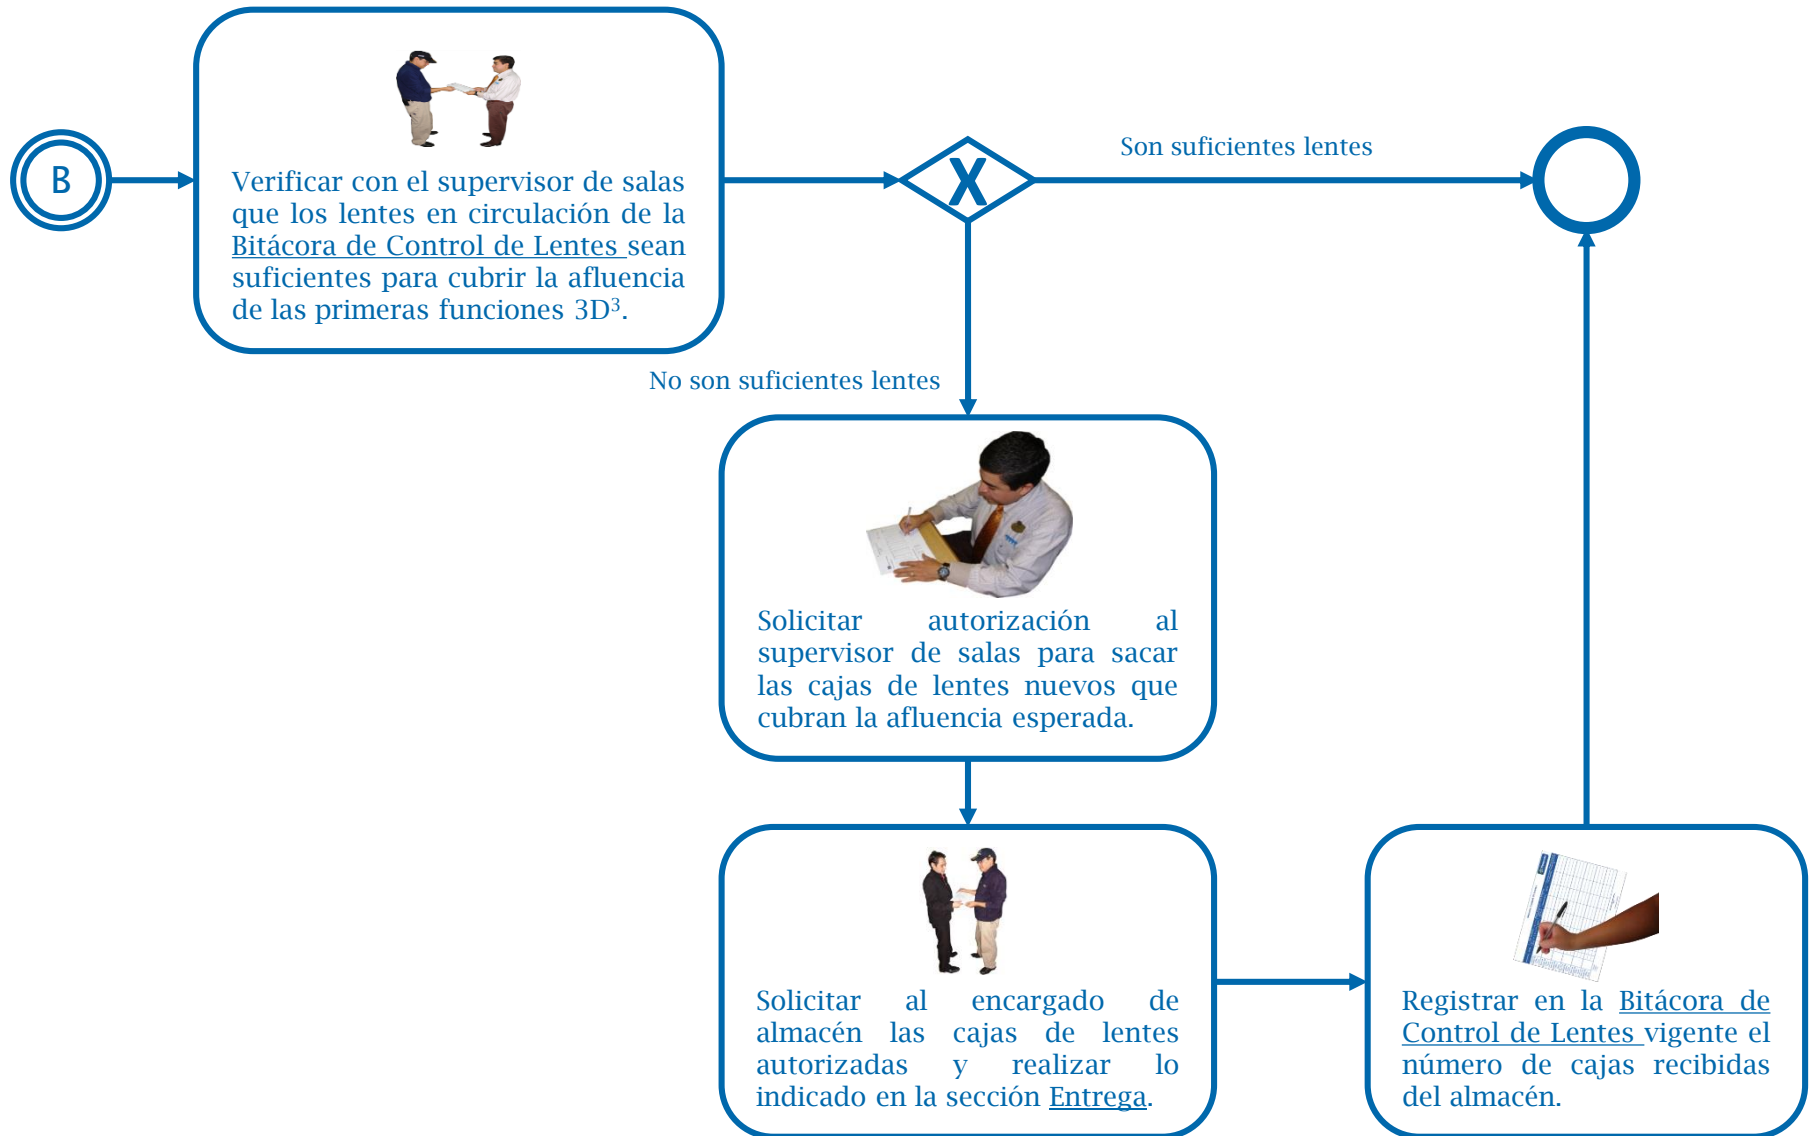 B
Verificar con el supervisor de salas
que los lentes en circulación de la
Bitácora de Control de Lentes sean
suficientes para cubrir la afluencia
de las primeras funciones 3D³.
X
Son suficientes lentes
No son suficientes lentes
Solicitar autorización al
supervisor de salas para sacar
las cajas de lentes nuevos que
cubran la afluencia esperada.
Solicitar al encargado de
almacén las cajas de lentes
autorizadas y realizar lo
indicado en la sección Entrega.
Registrar en la Bitácora de
Control de Lentes vigente el
número de cajas recibidas
del almacén.